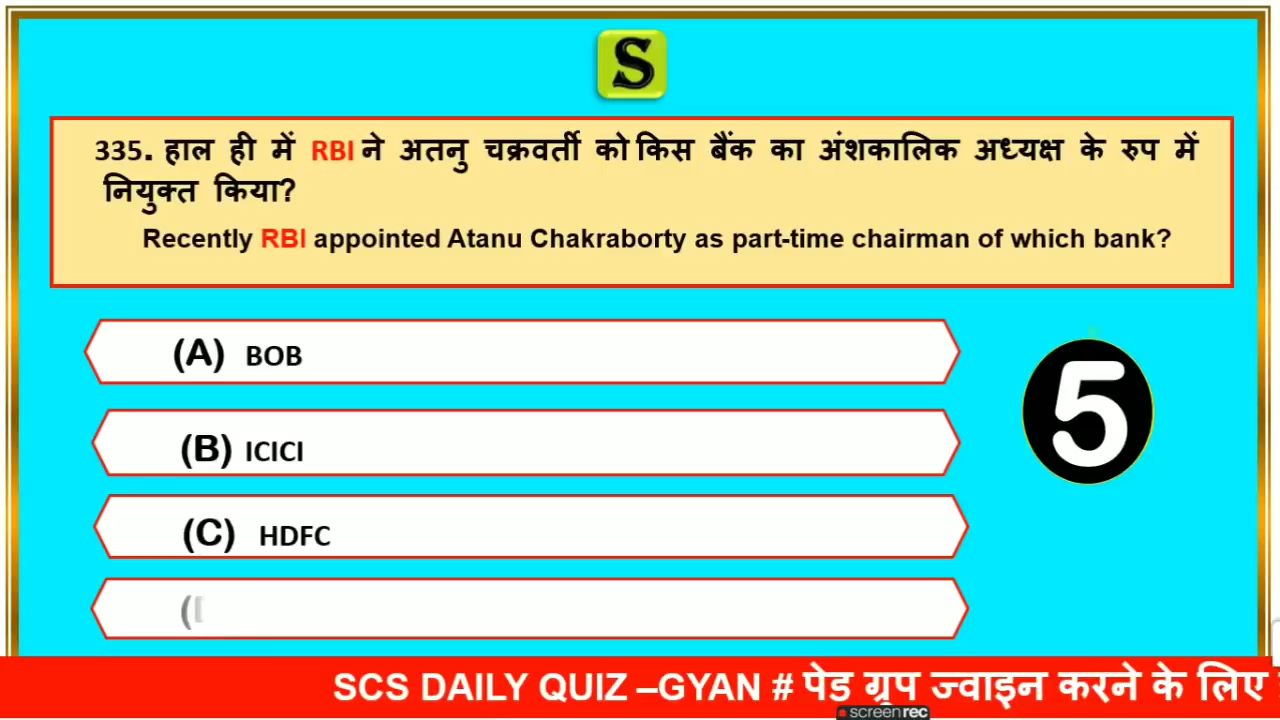 S
335. हाल ही में RBI ने अतनु चक्रवर्ती को किस बैंक का अंशकालिक अध्यक्ष के रुप में
नियुक्त किया?
Recently RBI appointed Atanu Chakraborty as part-time chairman of which bank?
(A) BOB
(B) ICICI
5
(C) HDFC
SCS DAILY QUIZ –GYAN # पेड ग्रूप ज्वाइन करने के लिए
screenrec